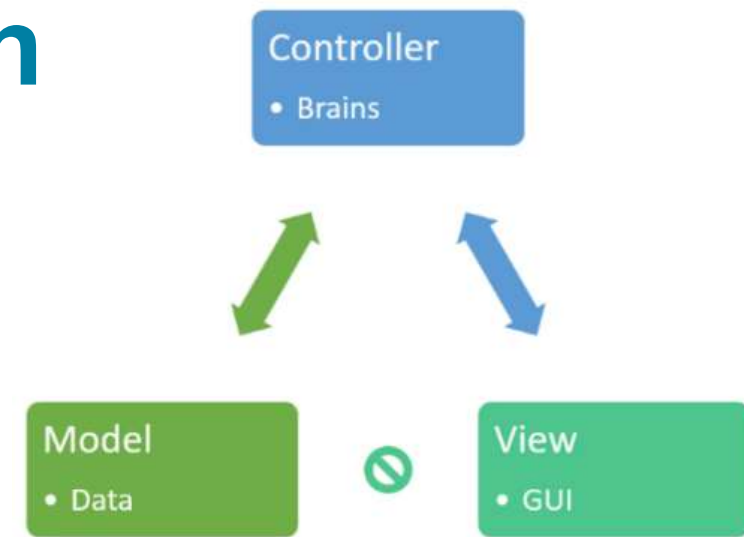 n
Controller
• Brains
Model
• Data
View
• GUI